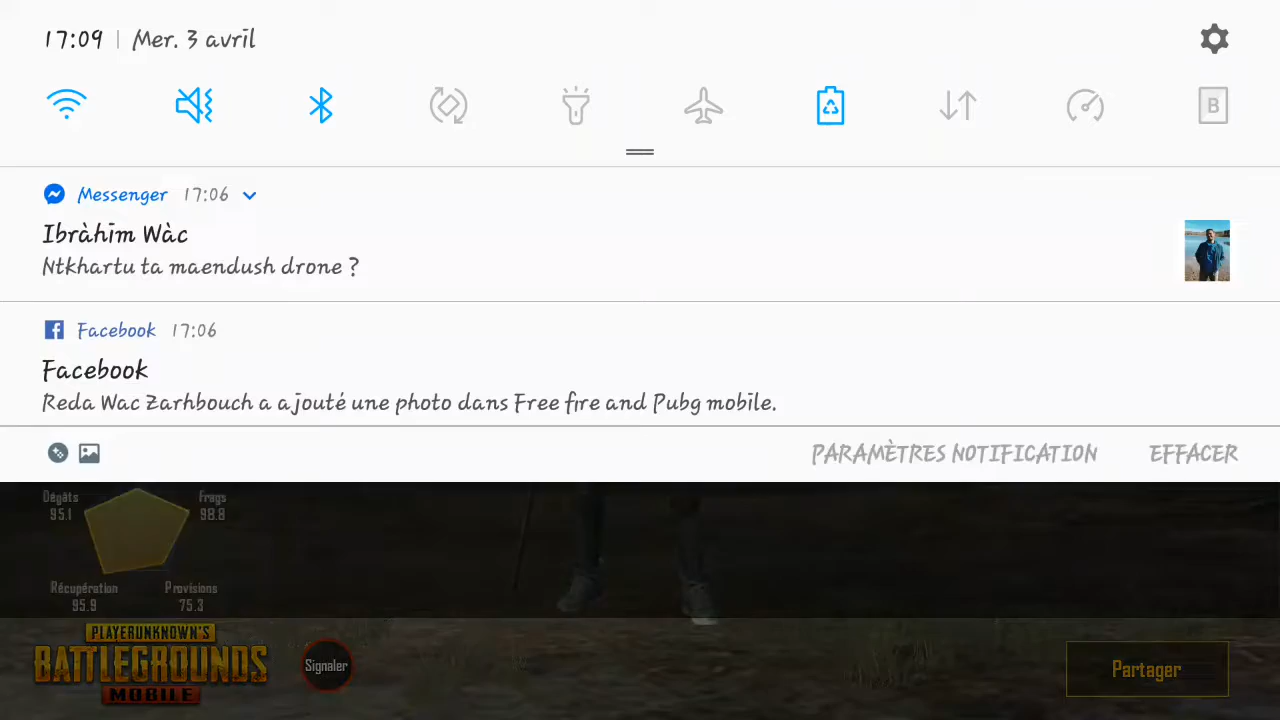 17:09 | Mer. 3 avril
B
Messenger 17:06
Ibràhim Wàc
Ntkhartu ta maendush drone ?
Facebook 17:06
Facebook
Reda Wac Zarhbouch a ajouté une photo dans Free fire and Pubg mobile.
PARAMÈTRES NOTIFICATION EFFACER
Dégâts Frags
95.1 98.8
Récupération Provisions
95.9 75.3
PLAYERUNKNOWN'S
BATTLEGROUNDS
MOBILE
Signaler
Partager